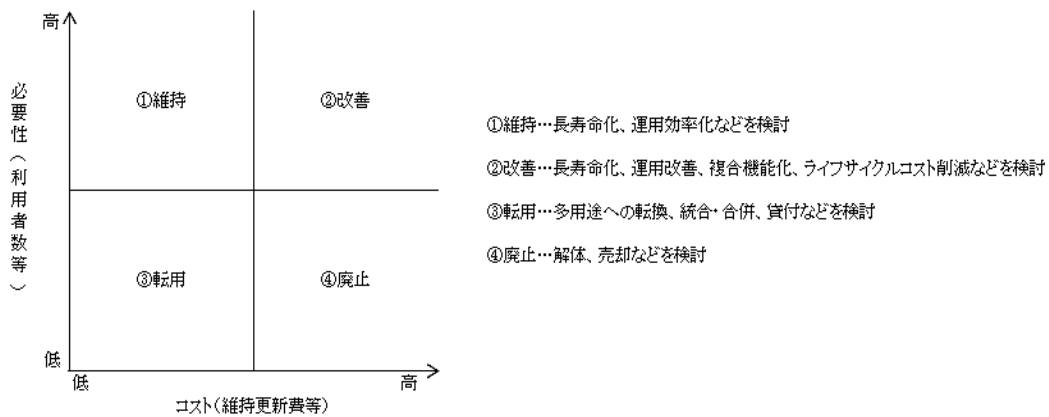 高
必要性（利用者数等）
①維持
②改善
③転用
④廃止
低
低
高
コスト（維持更新費等）
①維持…長寿命化、運用効率化などを検討
②改善…長寿命化、運用改善、複合機能化、ライフサイクルコスト削減などを検討
③転用…多用途への転換、統合・合併、貸付などを検討
④廃止…解体、売却などを検討